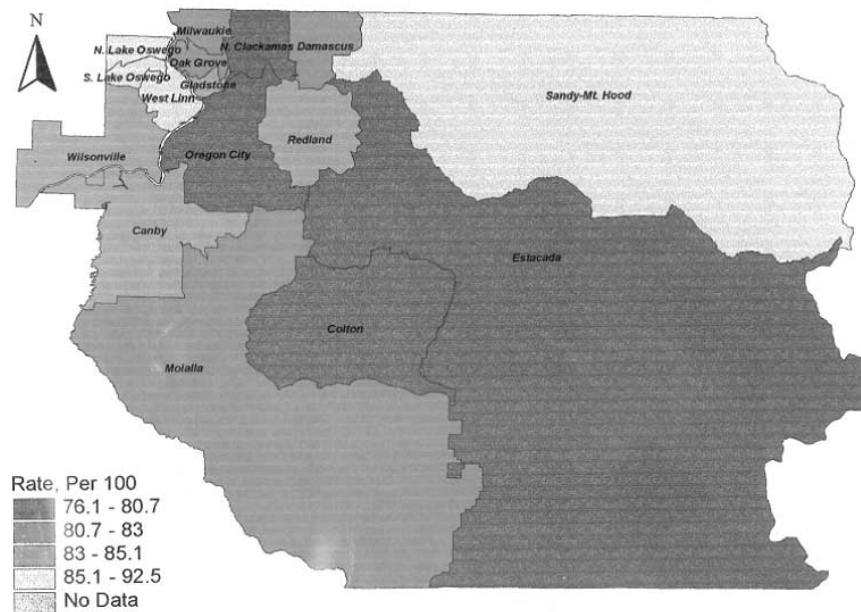 N
Milwaukie
N. Lake Oswego
N. Clackamas Damascus
Oak Grove
S. Lake Oswego
Gladstone
West Linn
Sandy-Mt. Hood
Redland
Wilsonville
Oregon City
Canby
Estacada
Colton
Molalla
Rate, Per 100
76.1 - 80.7
80.7 - 83
83 - 85.1
85.1 - 92.5
No Data